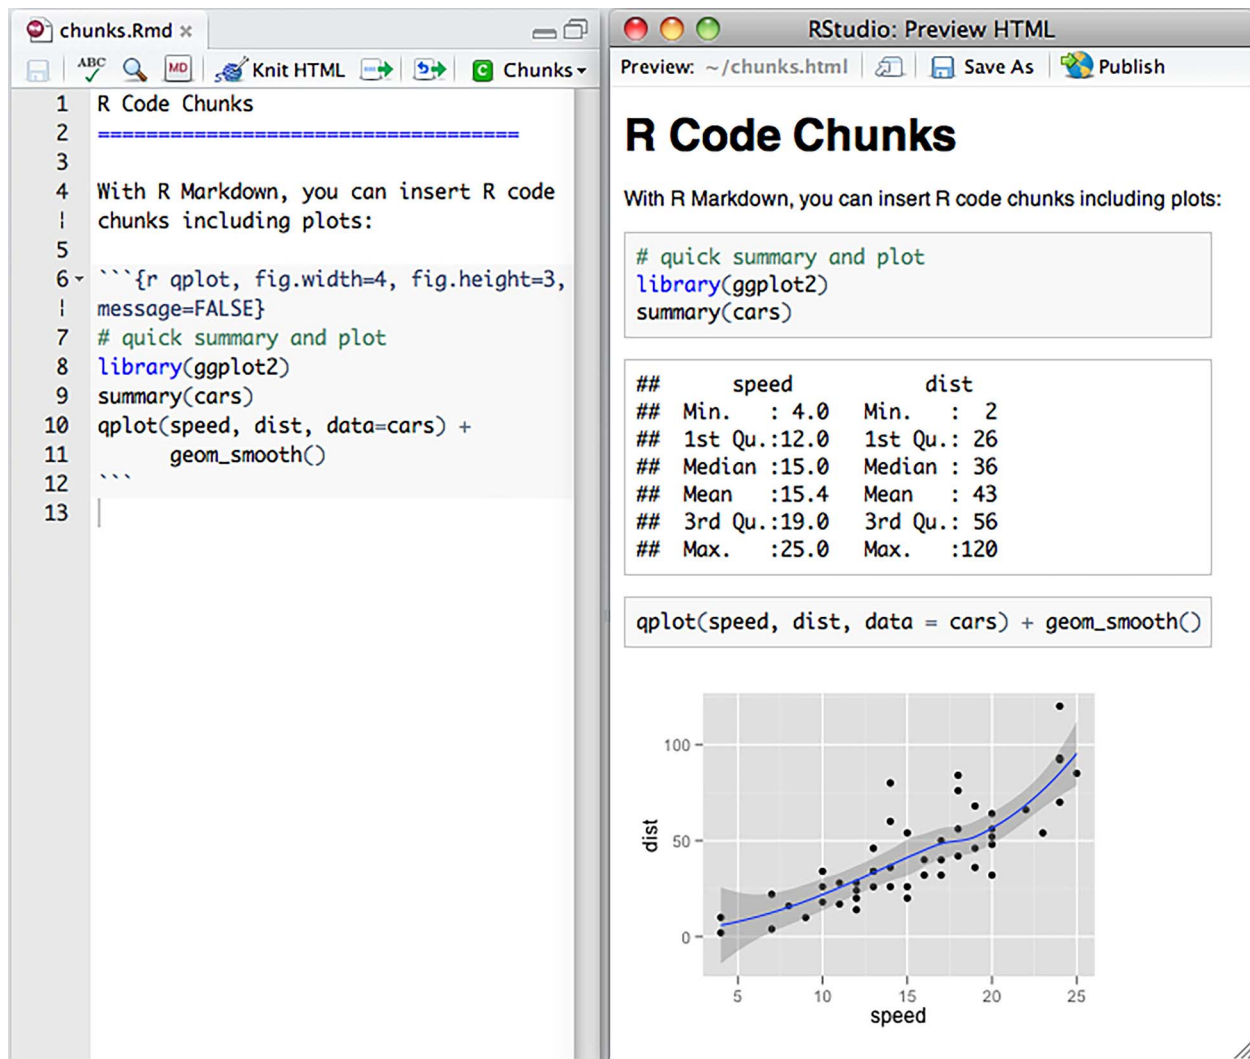 chunks.Rmd ×
ABC MD Knit HTML C Chunks
1 R Code Chunks
2 ===================================
3
4 With R Markdown, you can insert R code
chunks including plots:
5
6 ```{r qplot, fig.width=4, fig.height=3,
message=FALSE}
7 # quick summary and plot
8 library(ggplot2)
9 summary(cars)
10 qplot(speed, dist, data=cars) +
11       geom_smooth()
12 ```
13
RStudio: Preview HTML
Preview: ~/chunks.html Save As Publish
R Code Chunks
With R Markdown, you can insert R code chunks including plots:
# quick summary and plot
library(ggplot2)
summary(cars)
##      speed           dist
##  Min.   : 4.0   Min.   :  2
##  1st Qu.:12.0   1st Qu.: 26
##  Median :15.0   Median : 36
##  Mean   :15.4   Mean   : 43
##  3rd Qu.:19.0   3rd Qu.: 56
##  Max.   :25.0   Max.   :120
qplot(speed, dist, data = cars) + geom_smooth()
100
dist
50
0
5 10 15 20 25
speed